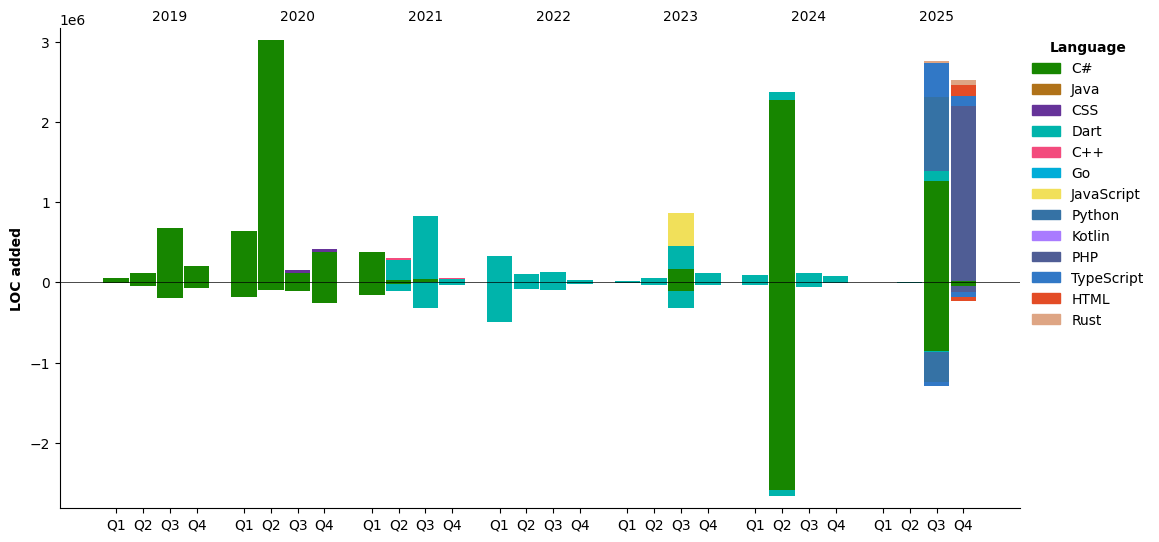 1e6
2019 2020 2021 2022 2023 2024 2025
LOC added
3
2
1
0
−1
−2
Q1 Q2 Q3 Q4 Q1 Q2 Q3 Q4 Q1 Q2 Q3 Q4 Q1 Q2 Q3 Q4 Q1 Q2 Q3 Q4 Q1 Q2 Q3 Q4 Q1 Q2 Q3 Q4
Language
C#
Java
CSS
Dart
C++
Go
JavaScript
Python
Kotlin
PHP
TypeScript
HTML
Rust